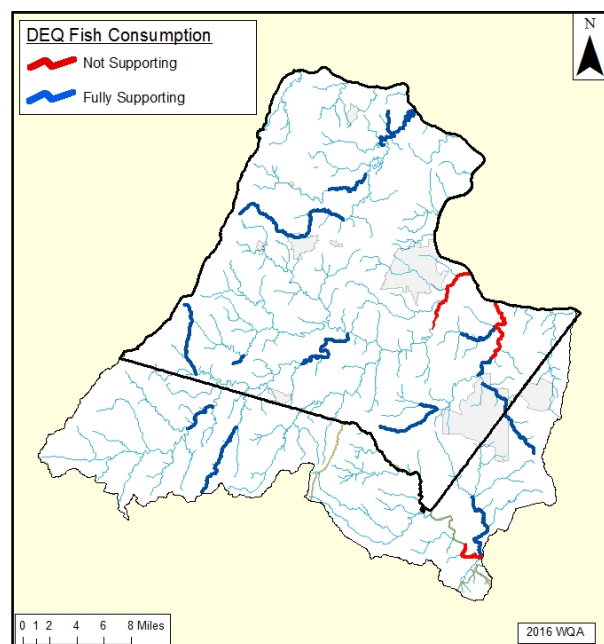 DEQ Fish Consumption
Not Supporting
Fully Supporting
N
0 1 2 4 6 8 Miles
2016 WQA